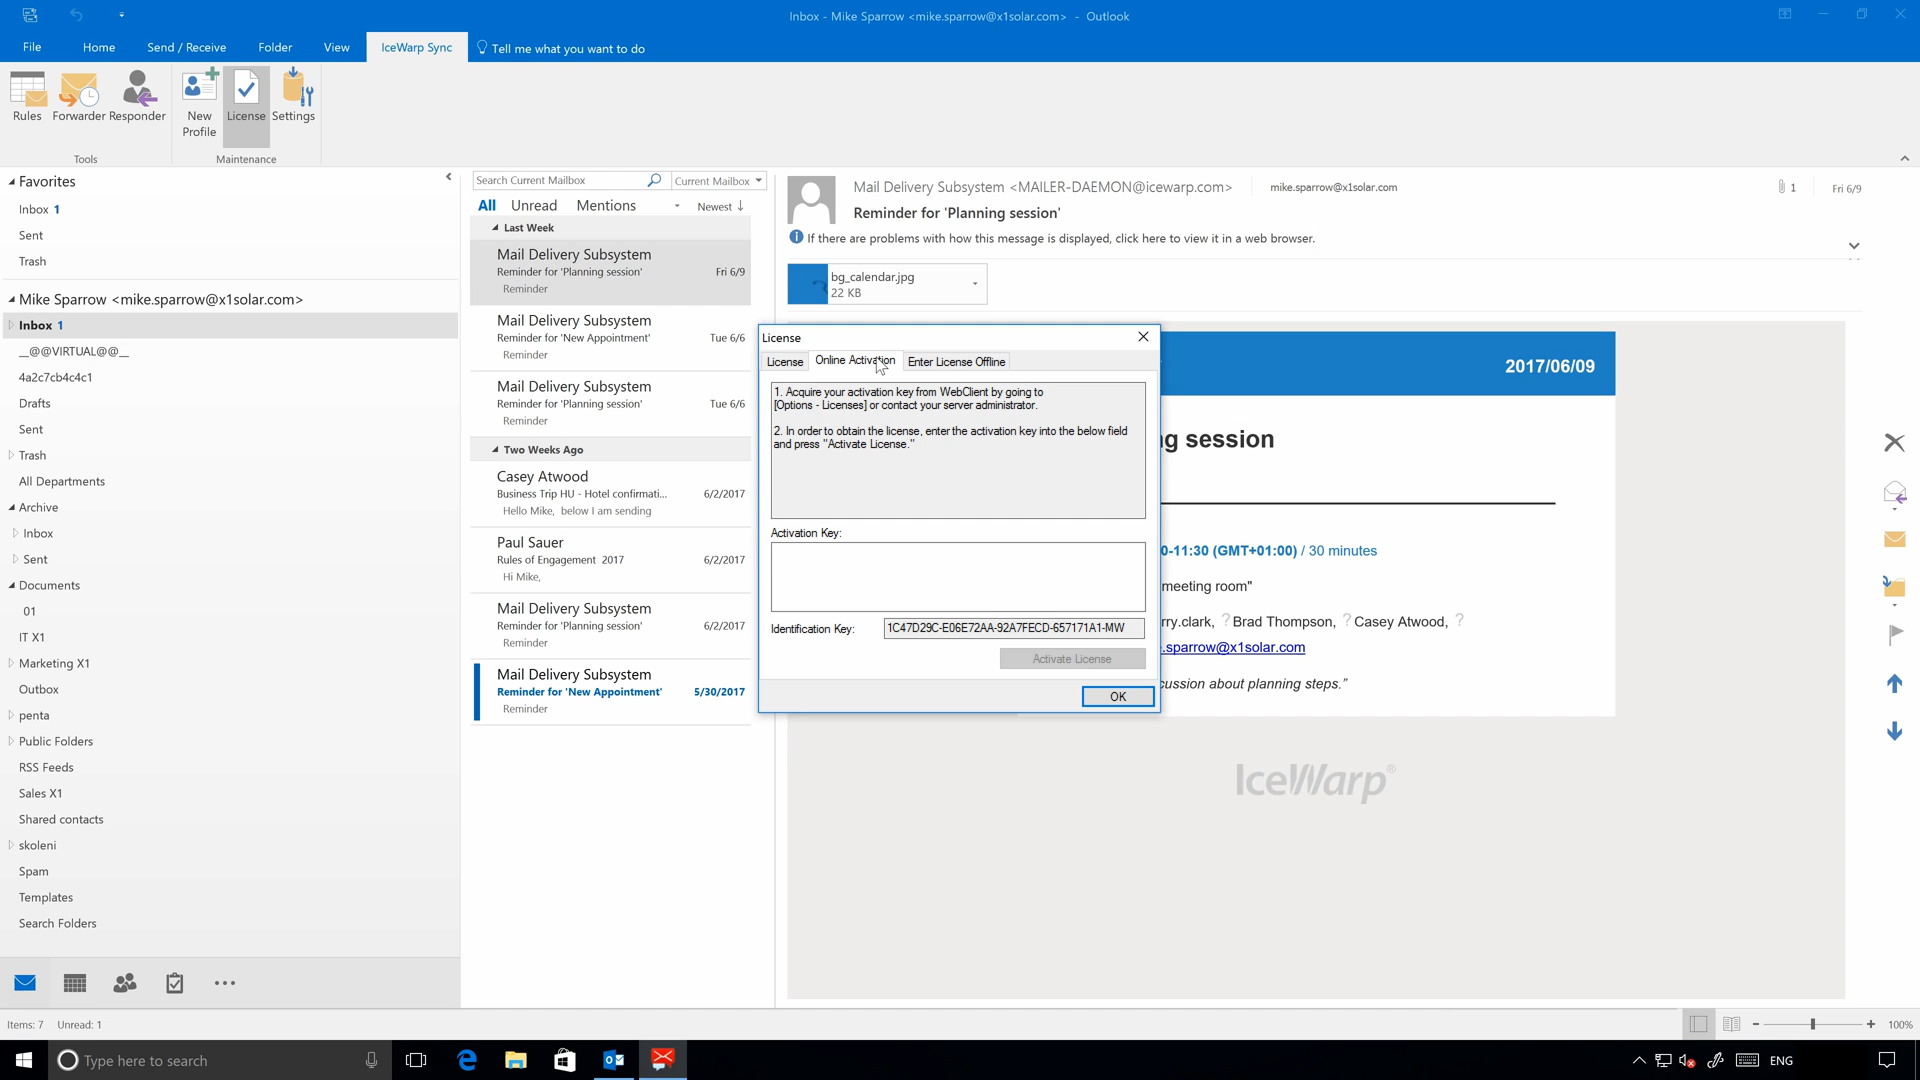 Inbox - Mike Sparrow <mike.sparrow@x1solar.com> - Outlook
File Home Send / Receive Folder View IceWarp Sync Tell me what you want to do
Rules Forwarder Responder New Profile License Settings
Tools Maintenance
Favorites
Inbox 1
Sent
Trash
Mike Sparrow <mike.sparrow@x1solar.com>
Inbox 1
__@@VIRTUAL@@__
4a2c7cb4c4c1
Drafts
Sent
Trash
All Departments
Archive
Inbox
Sent
Documents
01
IT X1
Marketing X1
Outbox
penta
Public Folders
RSS Feeds
Sales X1
Shared contacts
skoleni
Spam
Templates
Search Folders
Items: 7 Unread: 1
Search Current Mailbox Current Mailbox
All Unread Mentions Newest ↓
Last Week
Mail Delivery Subsystem
Reminder for 'Planning session' Fri 6/9
Reminder
Mail Delivery Subsystem
Reminder for 'New Appointment' Tue 6/6
Reminder
Mail Delivery Subsystem
Reminder for 'Planning session' Tue 6/6
Reminder
Two Weeks Ago
Casey Atwood
Business Trip HU - Hotel confirmati... 6/2/2017
Hello Mike, below I am sending
Paul Sauer
Rules of Engagement 2017 6/2/2017
Hi Mike,
Mail Delivery Subsystem
Reminder for 'Planning session' 6/2/2017
Reminder
Mail Delivery Subsystem
Reminder for 'New Appointment' 5/30/2017
Reminder
Mail Delivery Subsystem <MAILER-DAEMON@icewarp.com> mike.sparrow@x1solar.com 1 Fri 6/9
Reminder for 'Planning session'
If there are problems with how this message is displayed, click here to view it in a web browser.
bg_calendar.jpg
22 KB
License
License Online Activation Enter License Offline
1. Acquire your activation key from WebClient by going to
[Options - Licenses] or contact your server administrator.
2. In order to obtain the license, enter the activation key into the below field
and press "Activate License."
Activation Key:
Identification Key: 1C47D29C-E06E72AA-92A7FECD-657171A1-MW
Activate License
OK
2017/06/09
g session
0-11:30 (GMT+01:00) / 30 minutes
meeting room"
rry.clark, ? Brad Thompson, ? Casey Atwood, ?
.sparrow@x1solar.com
cussion about planning steps."
IceWarp®
100%
Type here to search
ENG